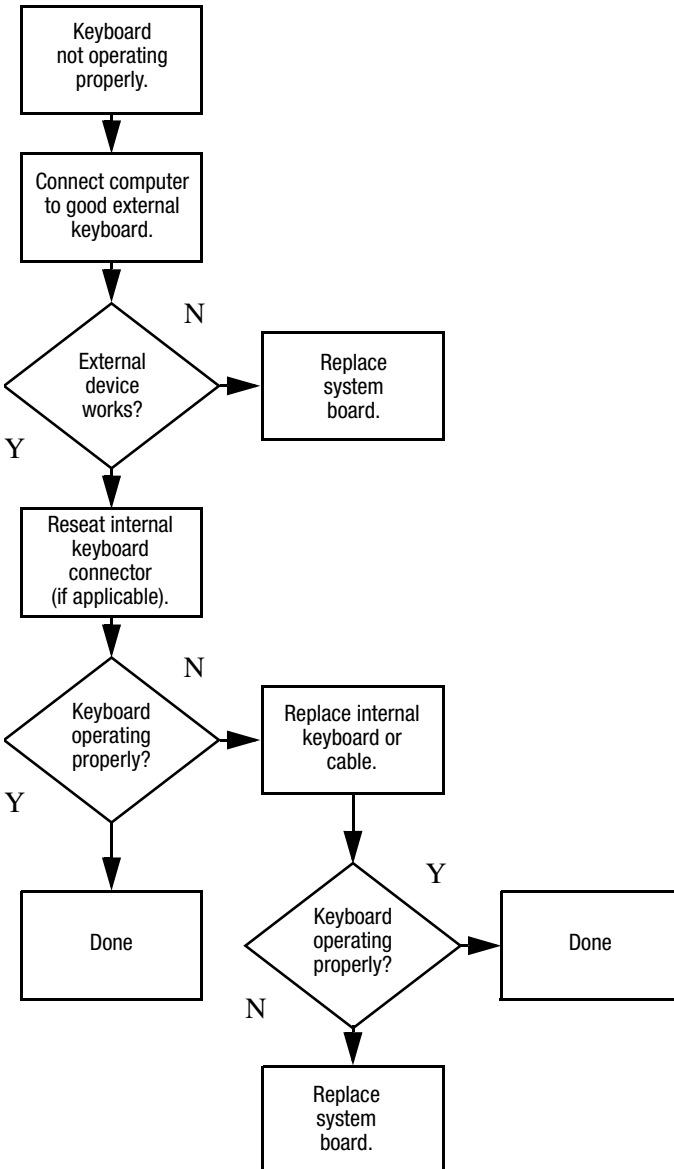 Keyboard
not operating
properly.
Connect computer
to good external
keyboard.
N
External
device
works?
Replace
system
board.
Y
Reseat internal
keyboard
connector
(if applicable).
N
Keyboard
operating
properly?
Replace internal
keyboard or
cable.
Y
Y
Done
Keyboard
operating
properly?
Done
N
Replace
system
board.